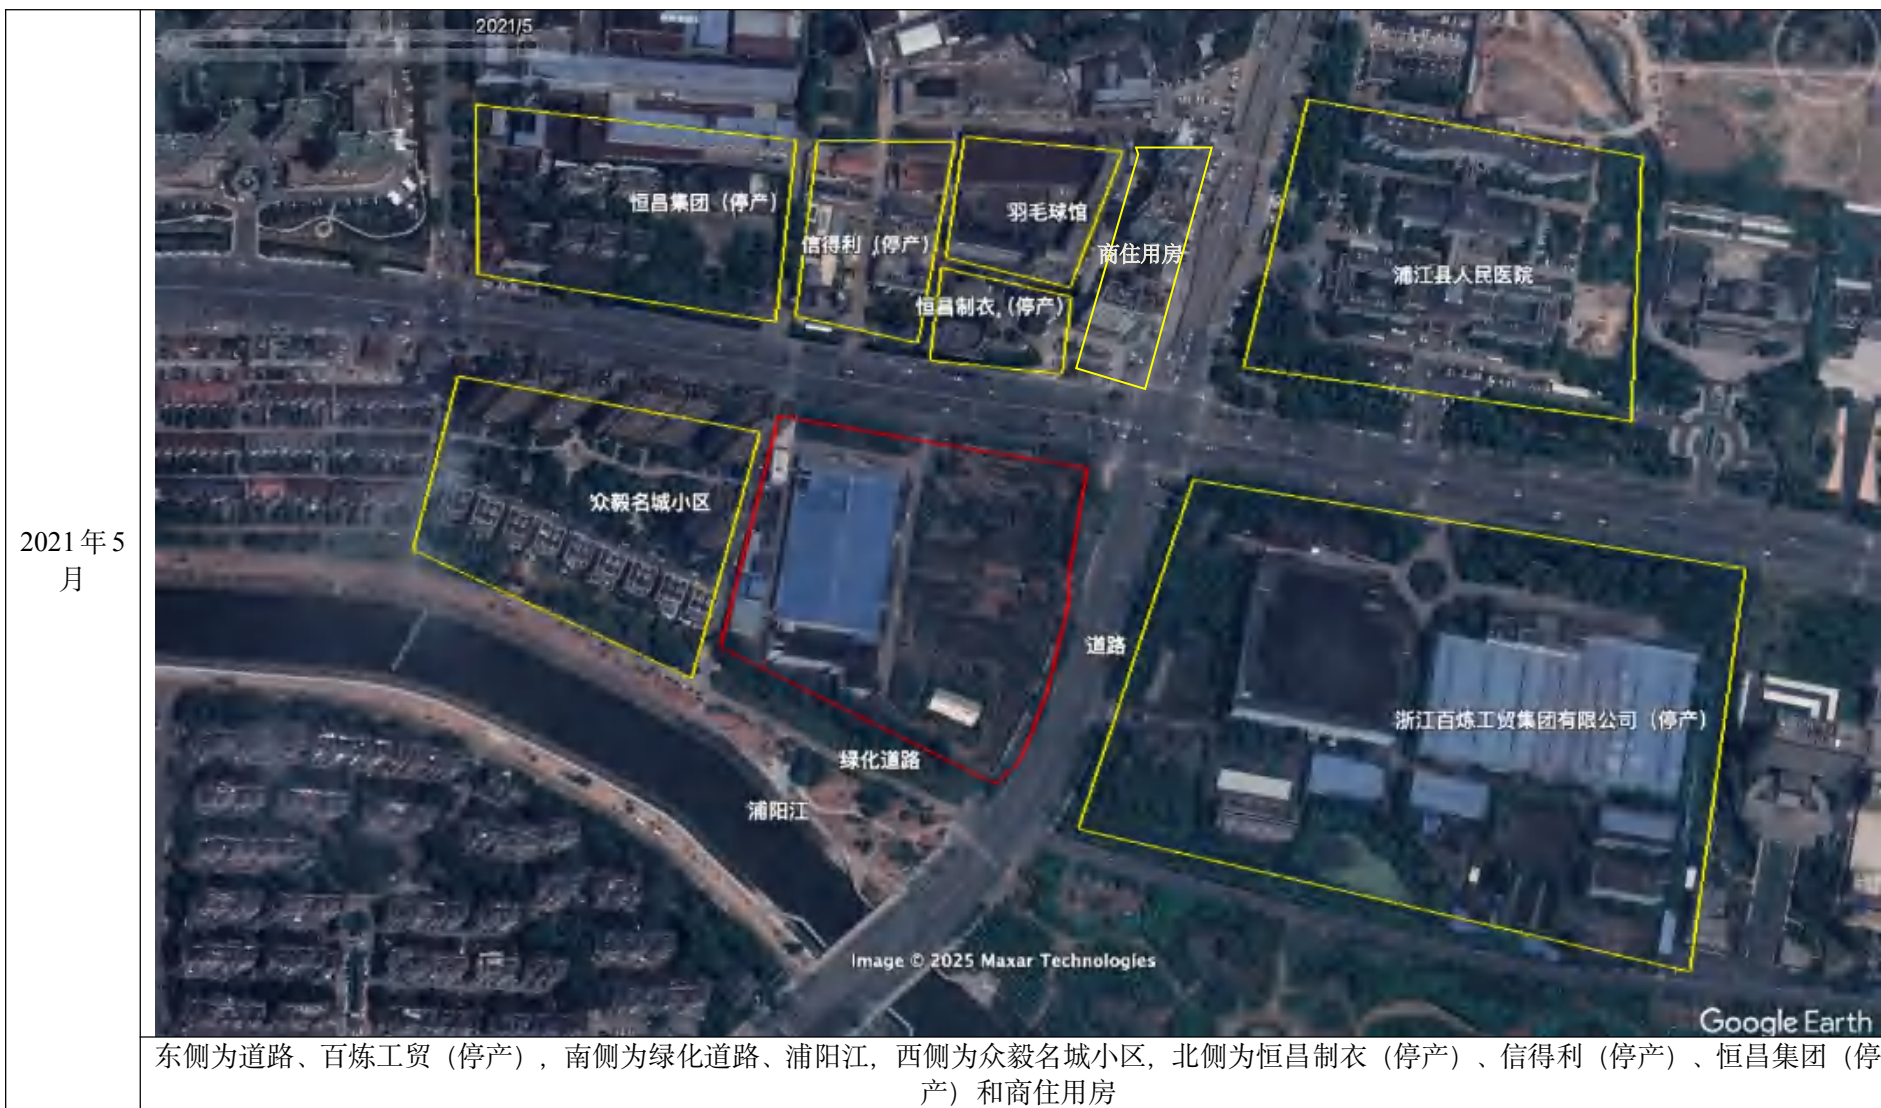 2021/5
恒昌集团（停产）
信得利（停产）
羽毛球馆
商住用房
恒昌制衣（停产）
浦江县人民医院
众毅名城小区
2021年5
月
道路
浙江百炼工贸集团有限公司（停产）
绿化道路
浦阳江
Image © 2025 Maxar Technologies
Google Earth
东侧为道路、百炼工贸（停产），南侧为绿化道路、浦阳江，西侧为众毅名城小区，北侧为恒昌制衣（停产）、信得利（停产）、恒昌集团（停
产）和商住用房